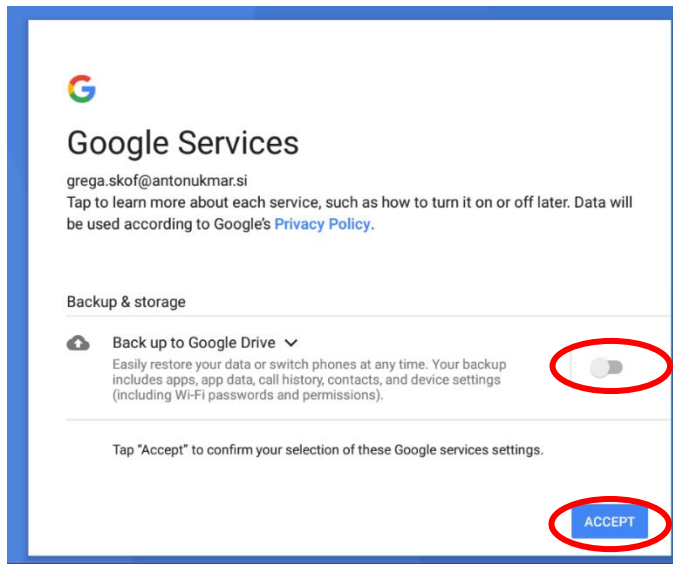 Google Services
grega.skof@antonukmar.si
Tap to learn more about each service, such as how to turn it on or off later. Data will
be used according to Google's Privacy Policy.
Backup & storage
Back up to Google Drive
Easily restore your data or switch phones at any time. Your backup
includes apps, app data, call history, contacts, and device settings
(including Wi-Fi passwords and permissions).
Tap "Accept" to confirm your selection of these Google services settings.
ACCEPT